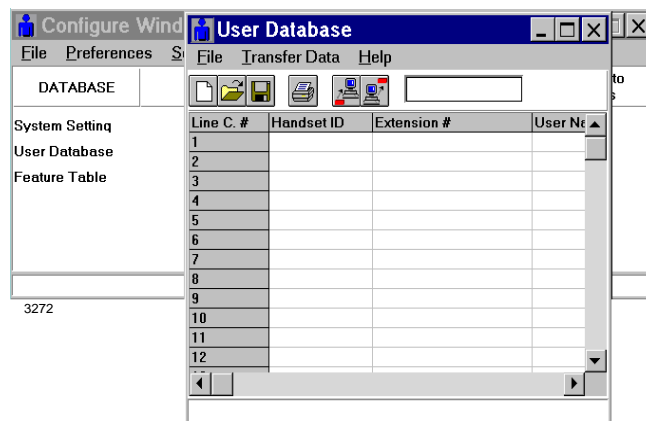 Configure Wind
File Preferences
DATABASE
System Setting
User Database
Feature Table
3272
to
User Database
File Transfer Data Help
Line C. # Handset ID Extension # User Na
1
2
3
4
5
6
7
8
9
10
11
12